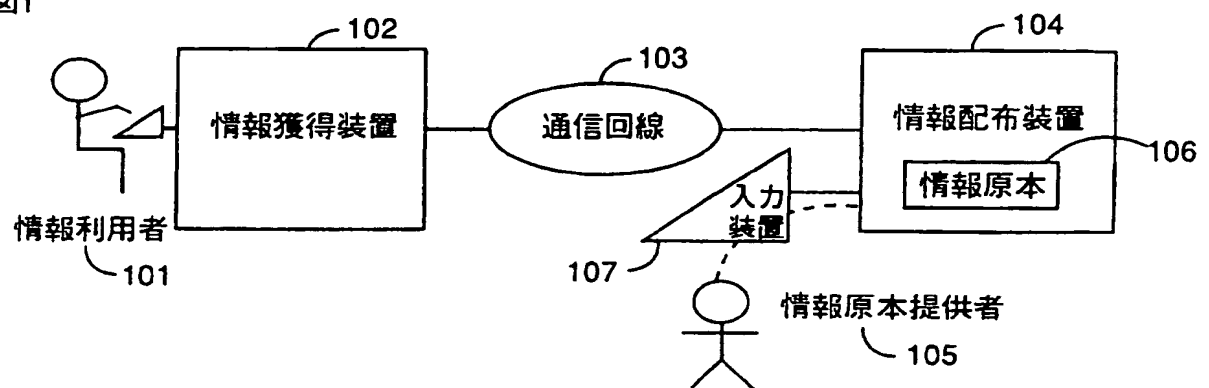 図1
102
103
104
情報獲得装置
通信回線
情報配布装置
106
情報原本
入力
装置
情報利用者
101
107
情報原本提供者
105